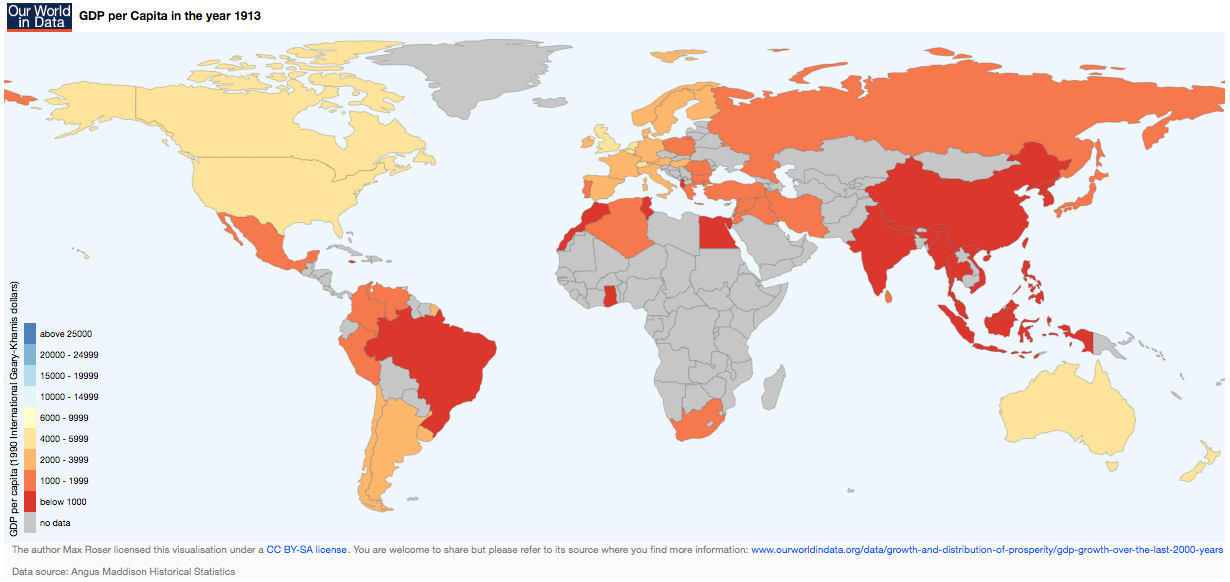 Our World
in Data
GDP per Capita in the year 1913
GDP per capita (1990 International Geary-Khamis dollars)
above 25000
20000 - 24999
15000 - 19999
10000 - 14999
6000 - 9999
4000 - 5999
2000 - 3999
1000 - 1999
below 1000
no data
The author Max Roser licensed this visualisation under a CC BY-SA license. You are welcome to share but please refer to its source where you find more information: www.ourworldindata.org/data/growth-and-distribution-of-prosperity/gdp-growth-over-the-last-2000-years
Data source: Angus Maddison Historical Statistics